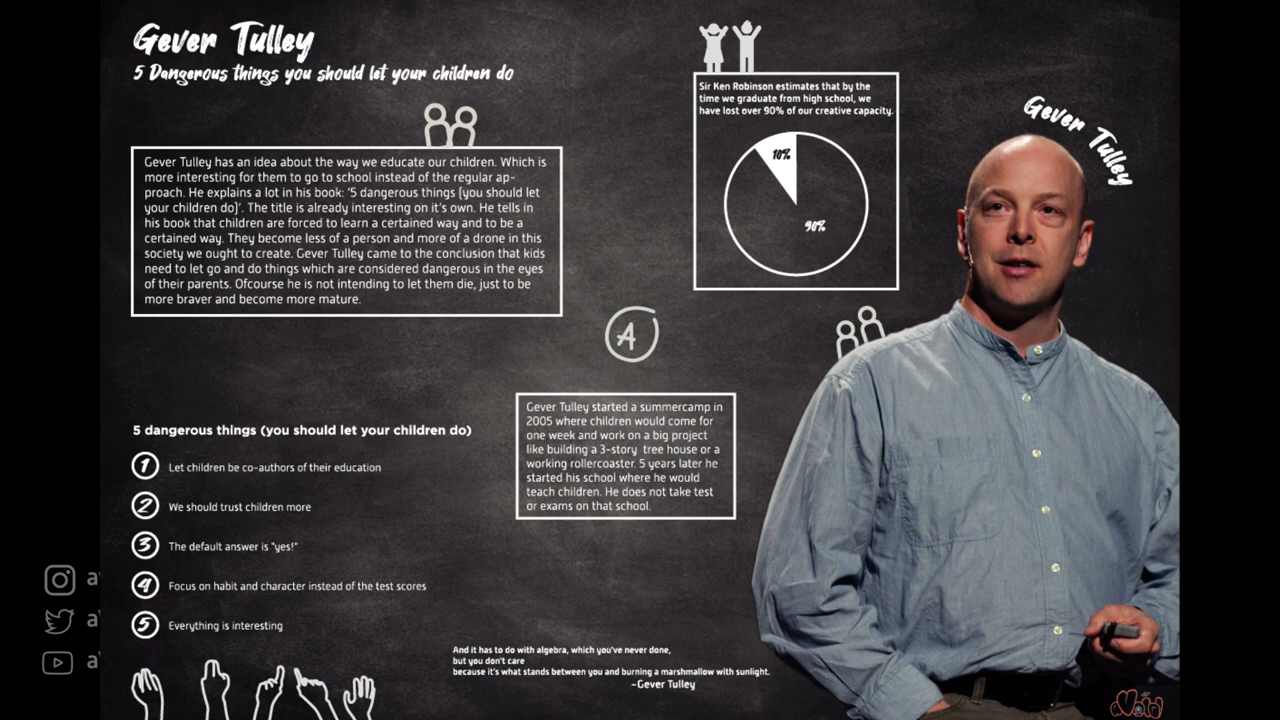 Gever Tulley
5 Dangerous things you should let your children do
Gever Tulley has an idea about the way we educate our children. Which is
more interesting for them to go to school instead of the regular ap-
proach. He explains a lot in his book: '5 dangerous things (you should let
your children do)'. The title is already interesting on it's own. He tells in
his book that children are forced to learn a certained way and to be a
certained way. They become less of a person and more of a drone in this
society we ought to create. Gever Tulley came to the conclusion that kids
need to let go and do things which are considered dangerous in the eyes
of their parents. Ofcourse he is not intending to let them die, just to be
more braver and become more mature.
Sir Ken Robinson estimates that by the
time we graduate from high school, we
have lost over 90% of our creative capacity.
10%
90%
Gever Tulley
A
Gever Tulley started a summercamp in
2005 where children would come for
one week and work on a big project
like building a 3-story tree house or a
working rollercoaster. 5 years later he
started his school where he would
teach children. He does not take test
or exams on that school.
5 dangerous things (you should let your children do)
1 Let children be co-authors of their education
2 We should trust children more
3 The default answer is "yes!"
4 Focus on habit and character instead of the test scores
5 Everything is interesting
And it has to do with algebra, which you've never done,
but you don't care
because it's what stands between you and burning a marshmallow with sunlight.
-Gever Tulley